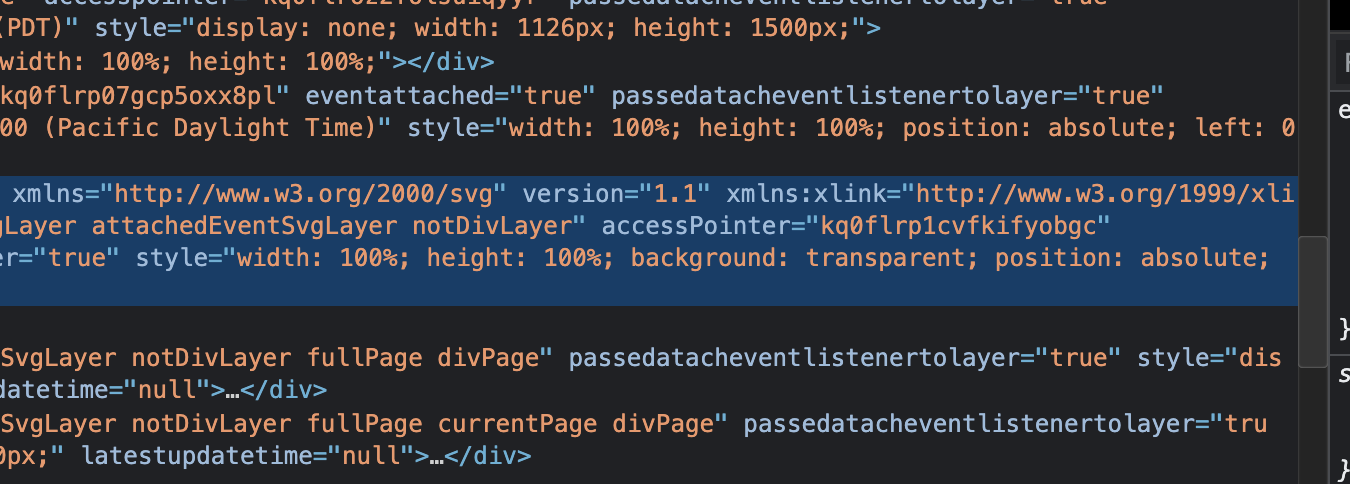 (PDT)" style="display: none; width: 1126px; height: 1500px;">
width: 100%; height: 100%;"></div>
kq0flrp07gcp5oxx8pl" eventattached="true" passedatacheventlistenertolayer="true"
00 (Pacific Daylight Time)" style="width: 100%; height: 100%; position: absolute; left: 0
xmlns="http://www.w3.org/2000/svg" version="1.1" xmlns:xlink="http://www.w3.org/1999/xli
gLayer attachedEventSvgLayer notDivLayer" accessPointer="kq0flrp1cvfkifyobgc"
er="true" style="width: 100%; height: 100%; background: transparent; position: absolute;
}
SvgLayer notDivLayer fullPage divPage" passedatacheventlistenertolayer="true" style="dis
datetime="null">…</div>
SvgLayer notDivLayer fullPage currentPage divPage" passedatacheventlistenertolayer="tru
0px;" latestupdatetime="null">…</div>
}